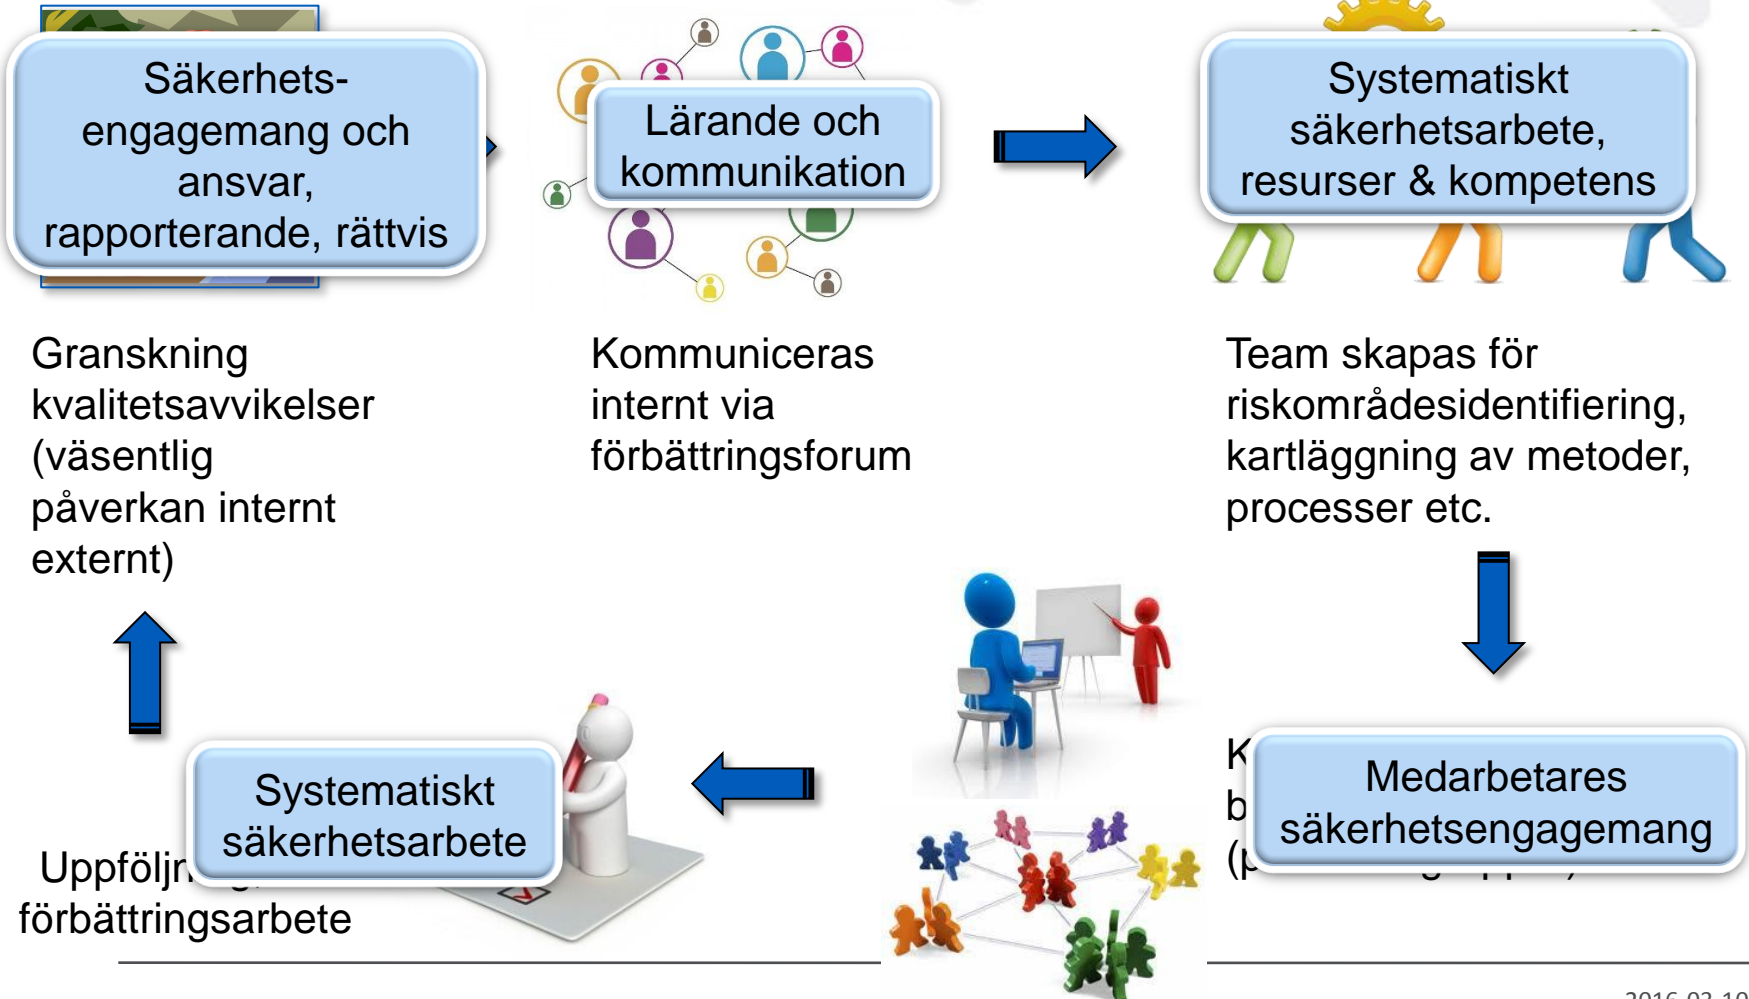 Säkerhets-
engagemang och
ansvar,
rapporterande, rättvis
Lärande och
kommunikation
Systematiskt
säkerhetsarbete,
resurser & kompetens
Granskning
kvalitetsavvikelser
(väsentlig
påverkan internt
externt)
Kommuniceras
internt via
förbättringsforum
Team skapas för
riskområdesidentifiering,
kartläggning av metoder,
processer etc.
Medarbetares
säkerhetsengagemang
Systematiskt
säkerhetsarbete
förbättringsarbete